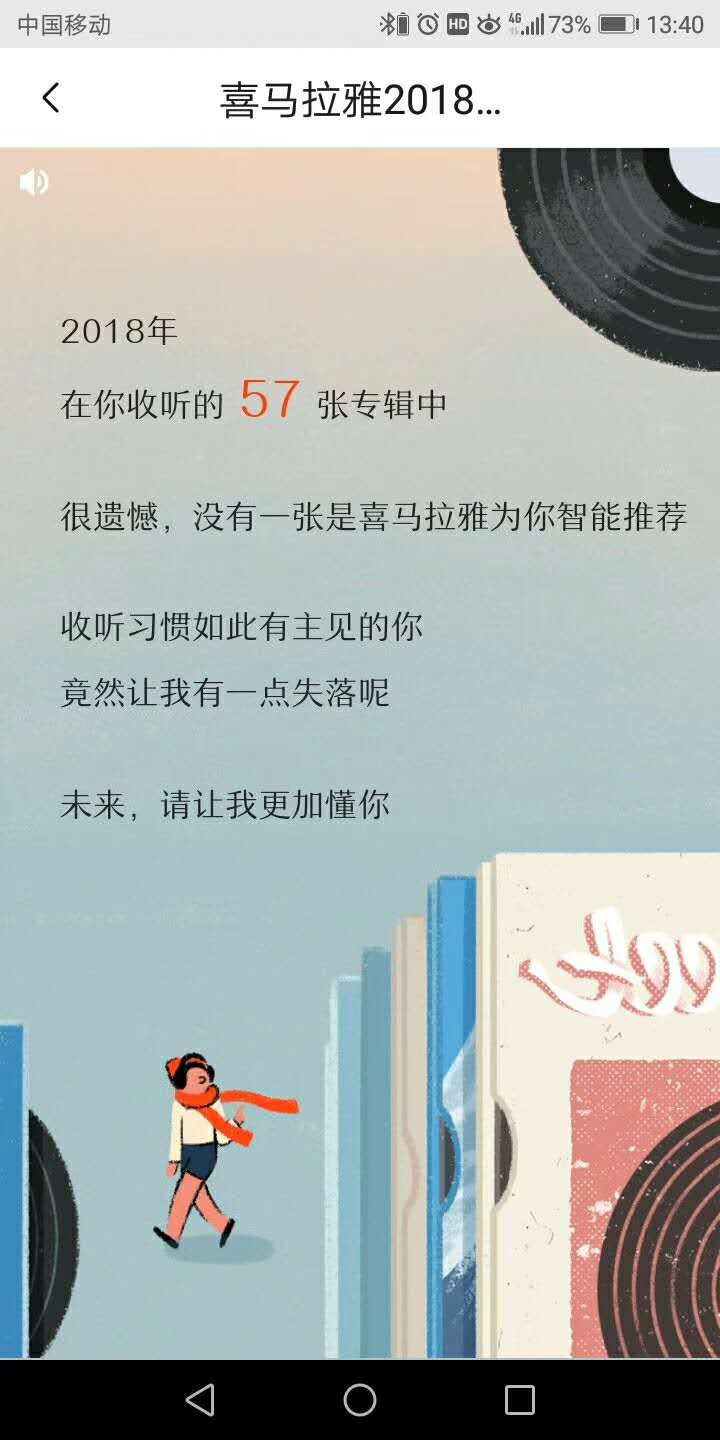 中国移动
HD 4G 73% 13:40
喜马拉雅2018...
2018年
在你收听的 57 张专辑中
很遗憾，没有一张是喜马拉雅为你智能推荐
收听习惯如此有主见的你
竟然让我有一点失落呢
未来，请让我更加懂你